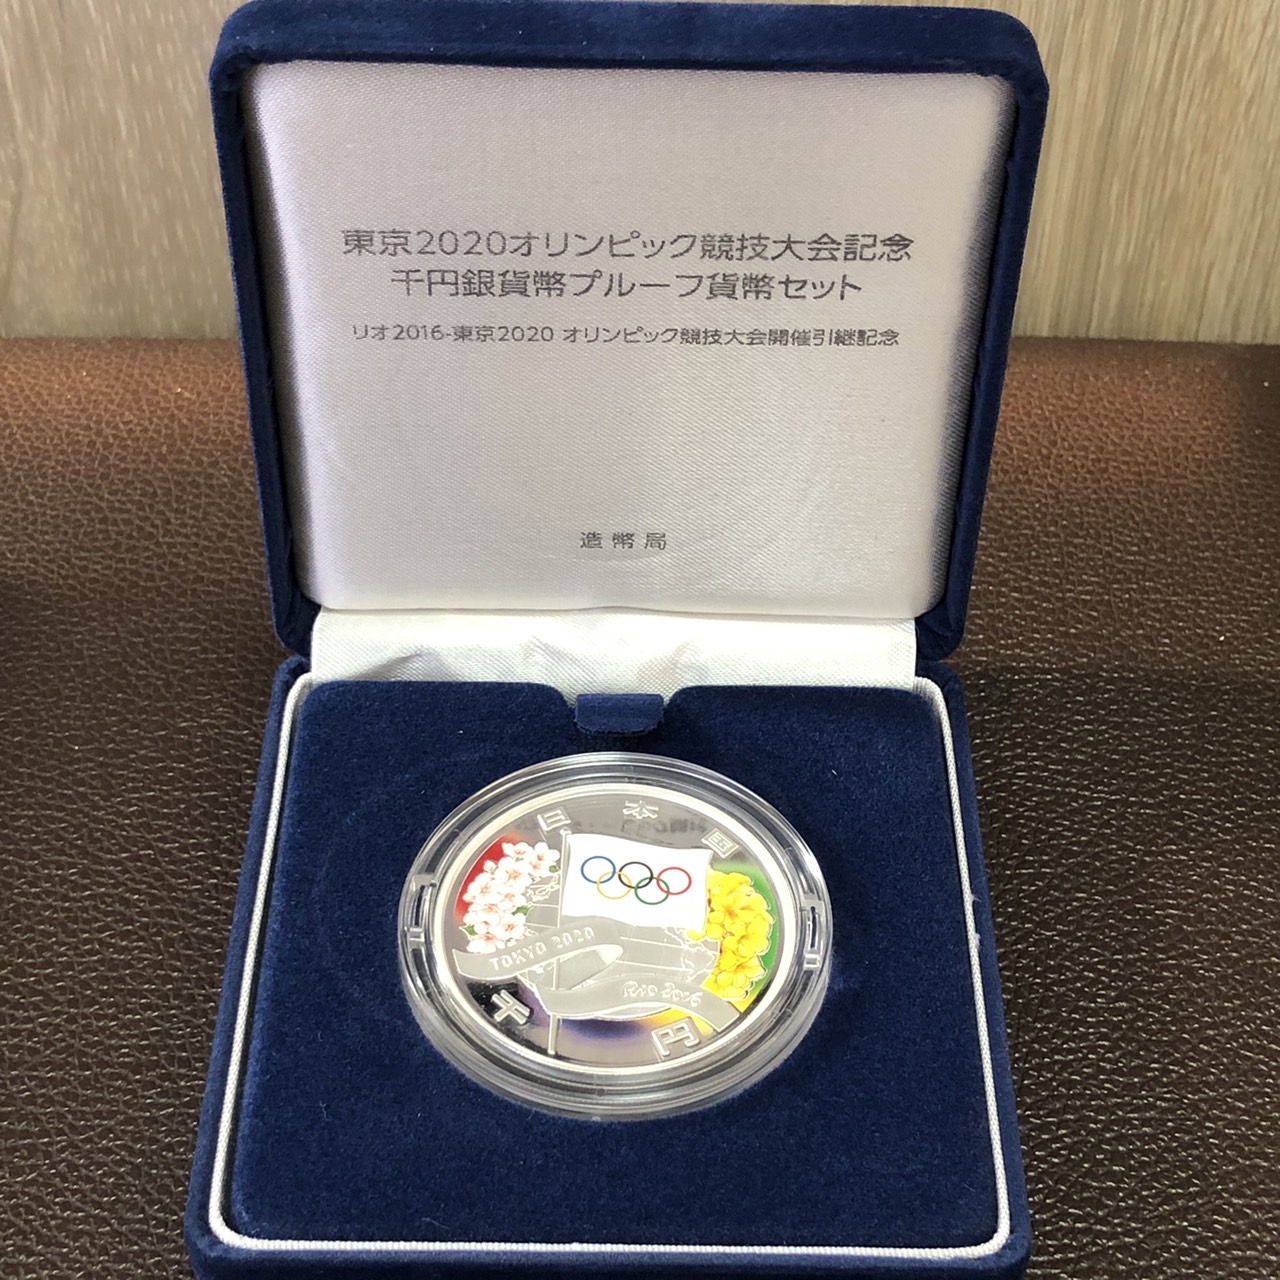 東京2020オリンピック競技大会記念
千円銀貨幣プルーフ貨幣セット
リオ2016-東京2020 オリンピック競技大会開催引継記念
造幣局
日本国
TOKYO 2020
Rio 2016
千円